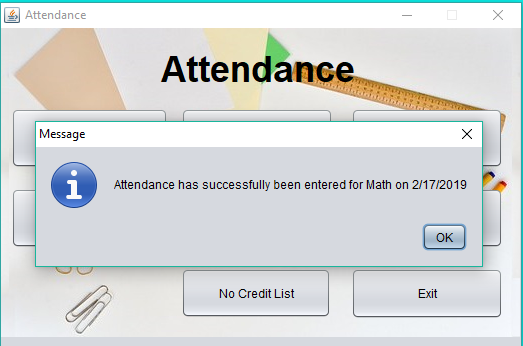 Attendance
Attendance
Message
Attendance has successfully been entered for Math on 2/17/2019
OK
No Credit List
Exit